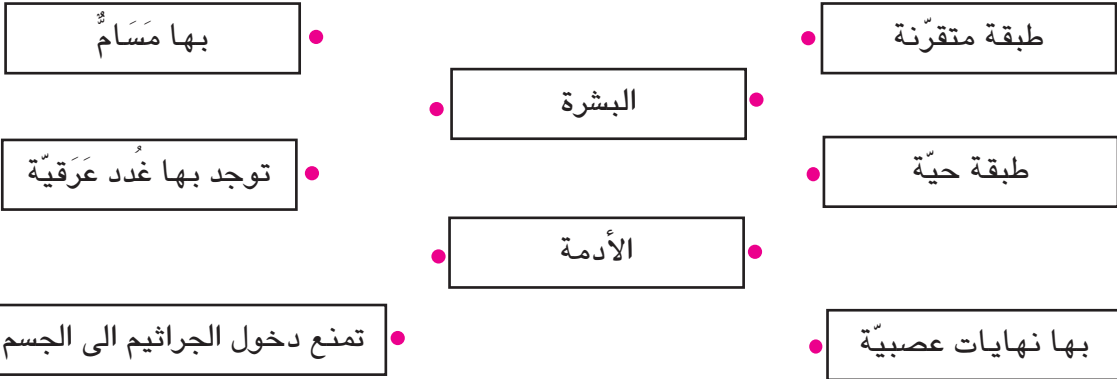 طبقة متقرّنة
بها مَسَامٌّ
البشرة
طبقة حيّة
توجد بها غُدد عَرَقيّة
الأدمة
بها نهايات عصبيّة
تمنع دخول الجراثيم الى الجسم